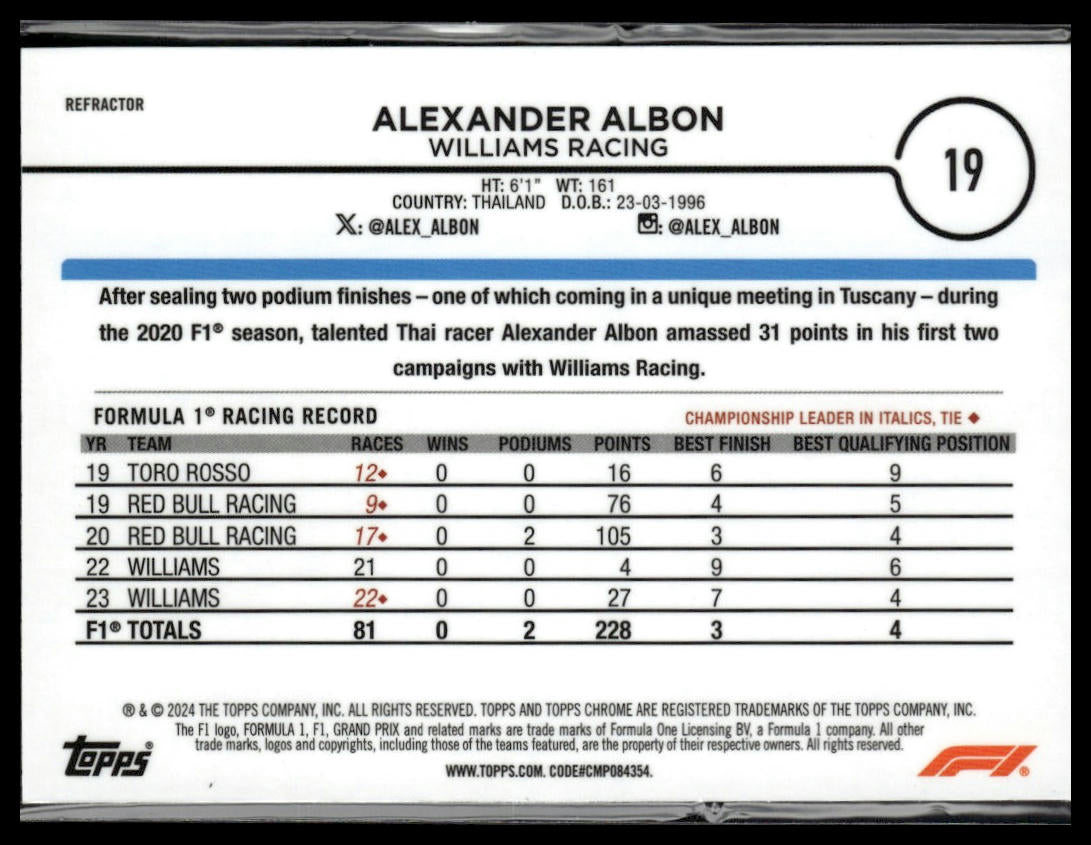 REFRACTOR
ALEXANDER ALBON
WILLIAMS RACING
19
HT: 6'1" WT: 161
COUNTRY: THAILAND D.O.B.: 23-03-1996
X: @ALEX_ALBON : @ALEX_ALBON
After sealing two podium finishes – one of which coming in a unique meeting in Tuscany – during
the 2020 F1® season, talented Thai racer Alexander Albon amassed 31 points in his first two
campaigns with Williams Racing.
FORMULA 1® RACING RECORD CHAMPIONSHIP LEADER IN ITALICS, TIE ♦
YR TEAM RACES WINS PODIUMS POINTS BEST FINISH BEST QUALIFYING POSITION
19 TORO ROSSO 12♦ 0 0 16 6 9
19 RED BULL RACING 9♦ 0 0 76 4 5
20 RED BULL RACING 17♦ 0 2 105 3 4
22 WILLIAMS 21 0 0 4 9 6
23 WILLIAMS 22♦ 0 0 27 7 4
F1® TOTALS 81 0 2 228 3 4
® & © 2024 THE TOPPS COMPANY, INC. ALL RIGHTS RESERVED. TOPPS AND TOPPS CHROME ARE REGISTERED TRADEMARKS OF THE TOPPS COMPANY, INC.
The F1 logo, FORMULA 1, F1, GRAND PRIX and related marks are trade marks of Formula One Licensing BV, a Formula 1 company. All other
trade marks, logos and copyrights, including those of the teams featured, are the property of their respective owners. All rights reserved.
WWW.TOPPS.COM. CODE#CMP084354.
topps®
F1®